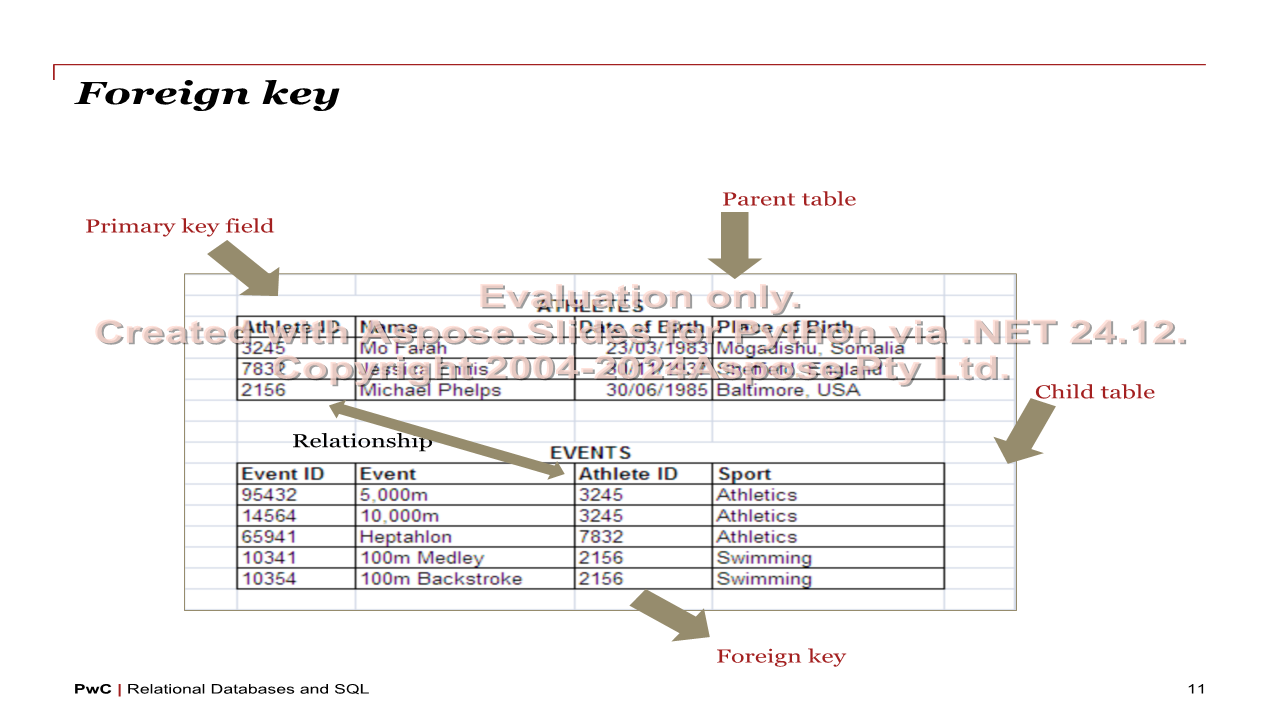 Foreign key
Parent table
Primary key field
ATHLETES
Evaluation only.
Athlete ID Name Date of Birth Place of Birth
Created with Aspose.Slides for Python via .NET 24.12.
3245 Mo Farah 23/03/1983 Mogadishu, Somalia
7832 Jessica Ennis Sheffield, England
Copyright 2004-2024Aspose Pty Ltd.
2156 Michael Phelps 30/06/1985 Baltimore, USA
Child table
Relationship
EVENTS
Event ID Event Athlete ID Sport
95432 5,000m 3245 Athletics
14564 10,000m 3245 Athletics
65941 Heptahlon 7832 Athletics
10341 100m Medley 2156 Swimming
10354 100m Backstroke 2156 Swimming
Foreign key
PwC | Relational Databases and SQL 11